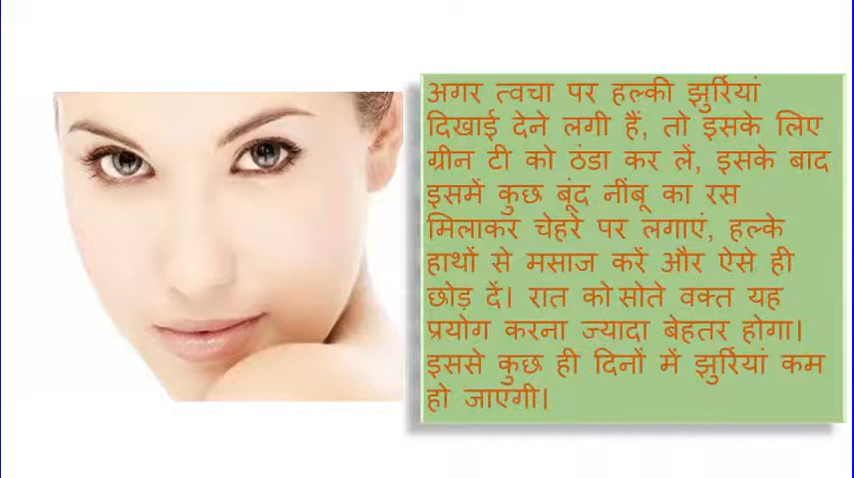 अगर त्वचा पर हल्की झुर्रियां
दिखाई देने लगी हैं, तो इसके लिए
ग्रीन टी को ठंडा कर लें, इसके बाद
इसमें कुछ बूंद नींबू का रस
मिलाकर चेहरे पर लगाएं, हल्के
हाथों से मसाज करें और ऐसे ही
छोड़ दें। रात को सोते वक्त यह
प्रयोग करना ज्यादा बेहतर होगा।
इससे कुछ ही दिनों में झुर्रियां कम
हो जाएंगी।